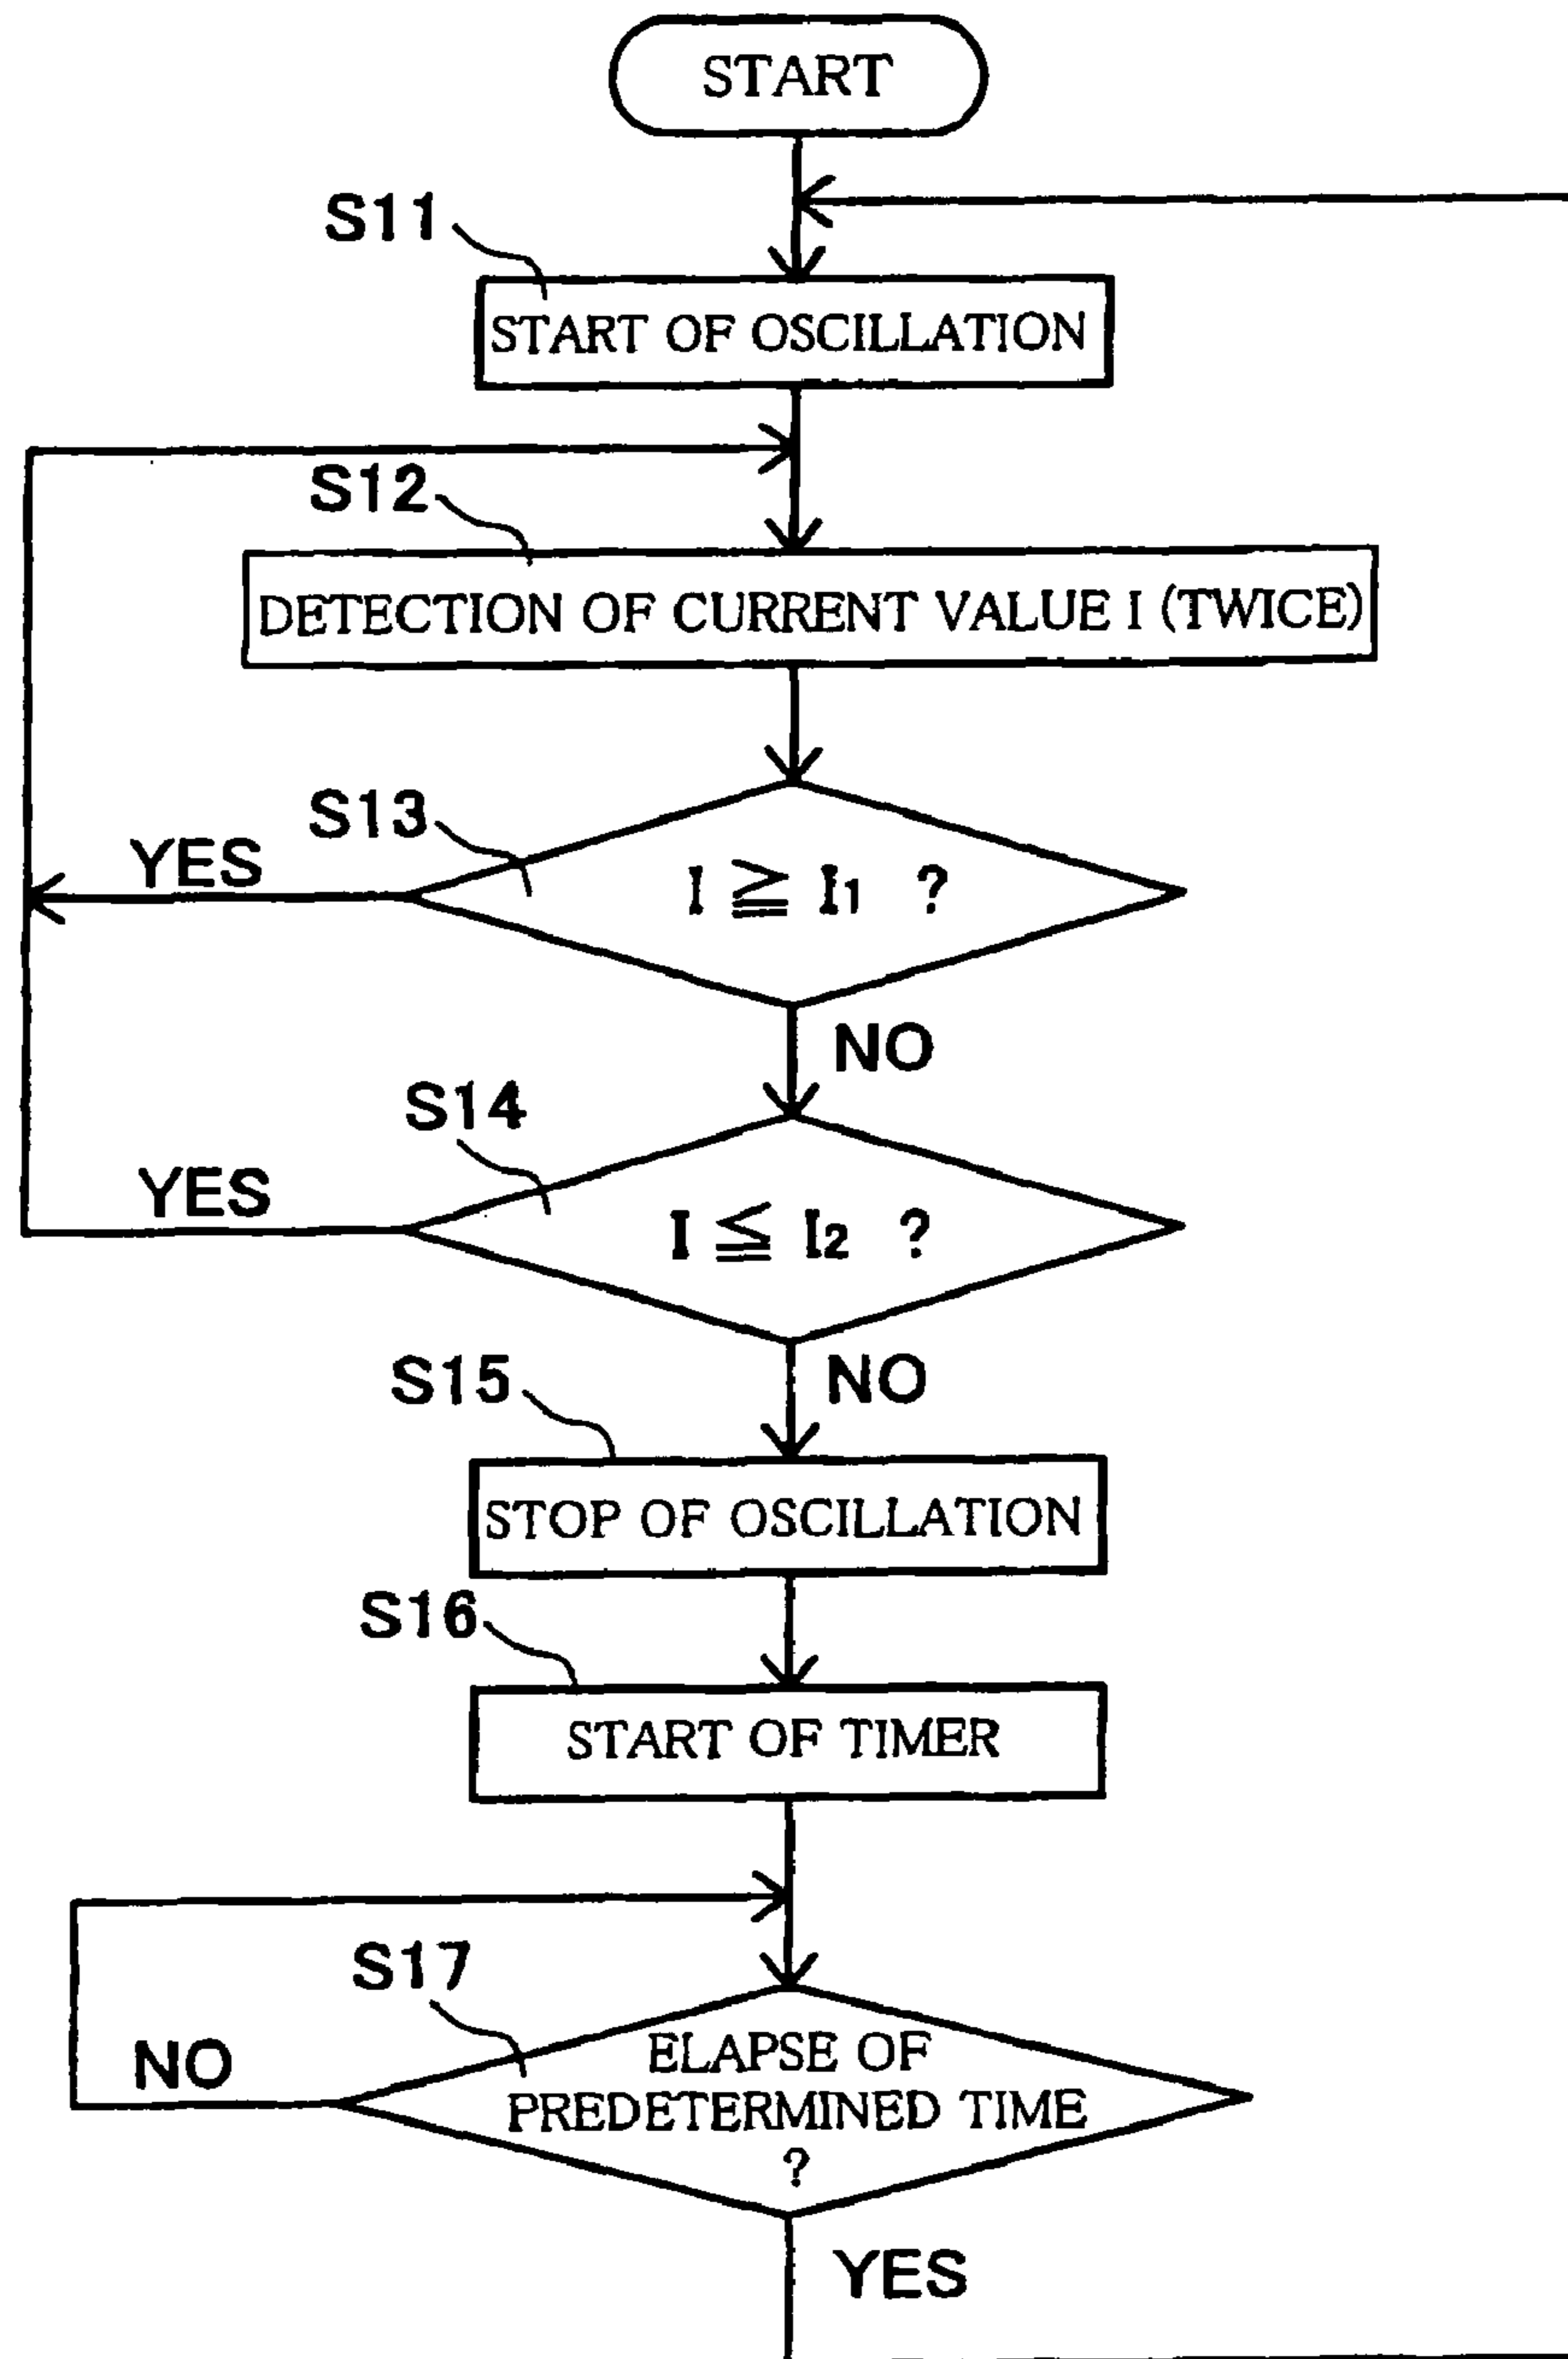 START
S11
START OF OSCILLATION
S12
DETECTION OF CURRENT VALUE I (TWICE)
S13
YES
I ≧ I1 ?
NO
S14
YES
I ≦ I2 ?
NO
S15
STOP OF OSCILLATION
S16
START OF TIMER
S17
NO
ELAPSE OF
PREDETERMINED TIME
?
YES